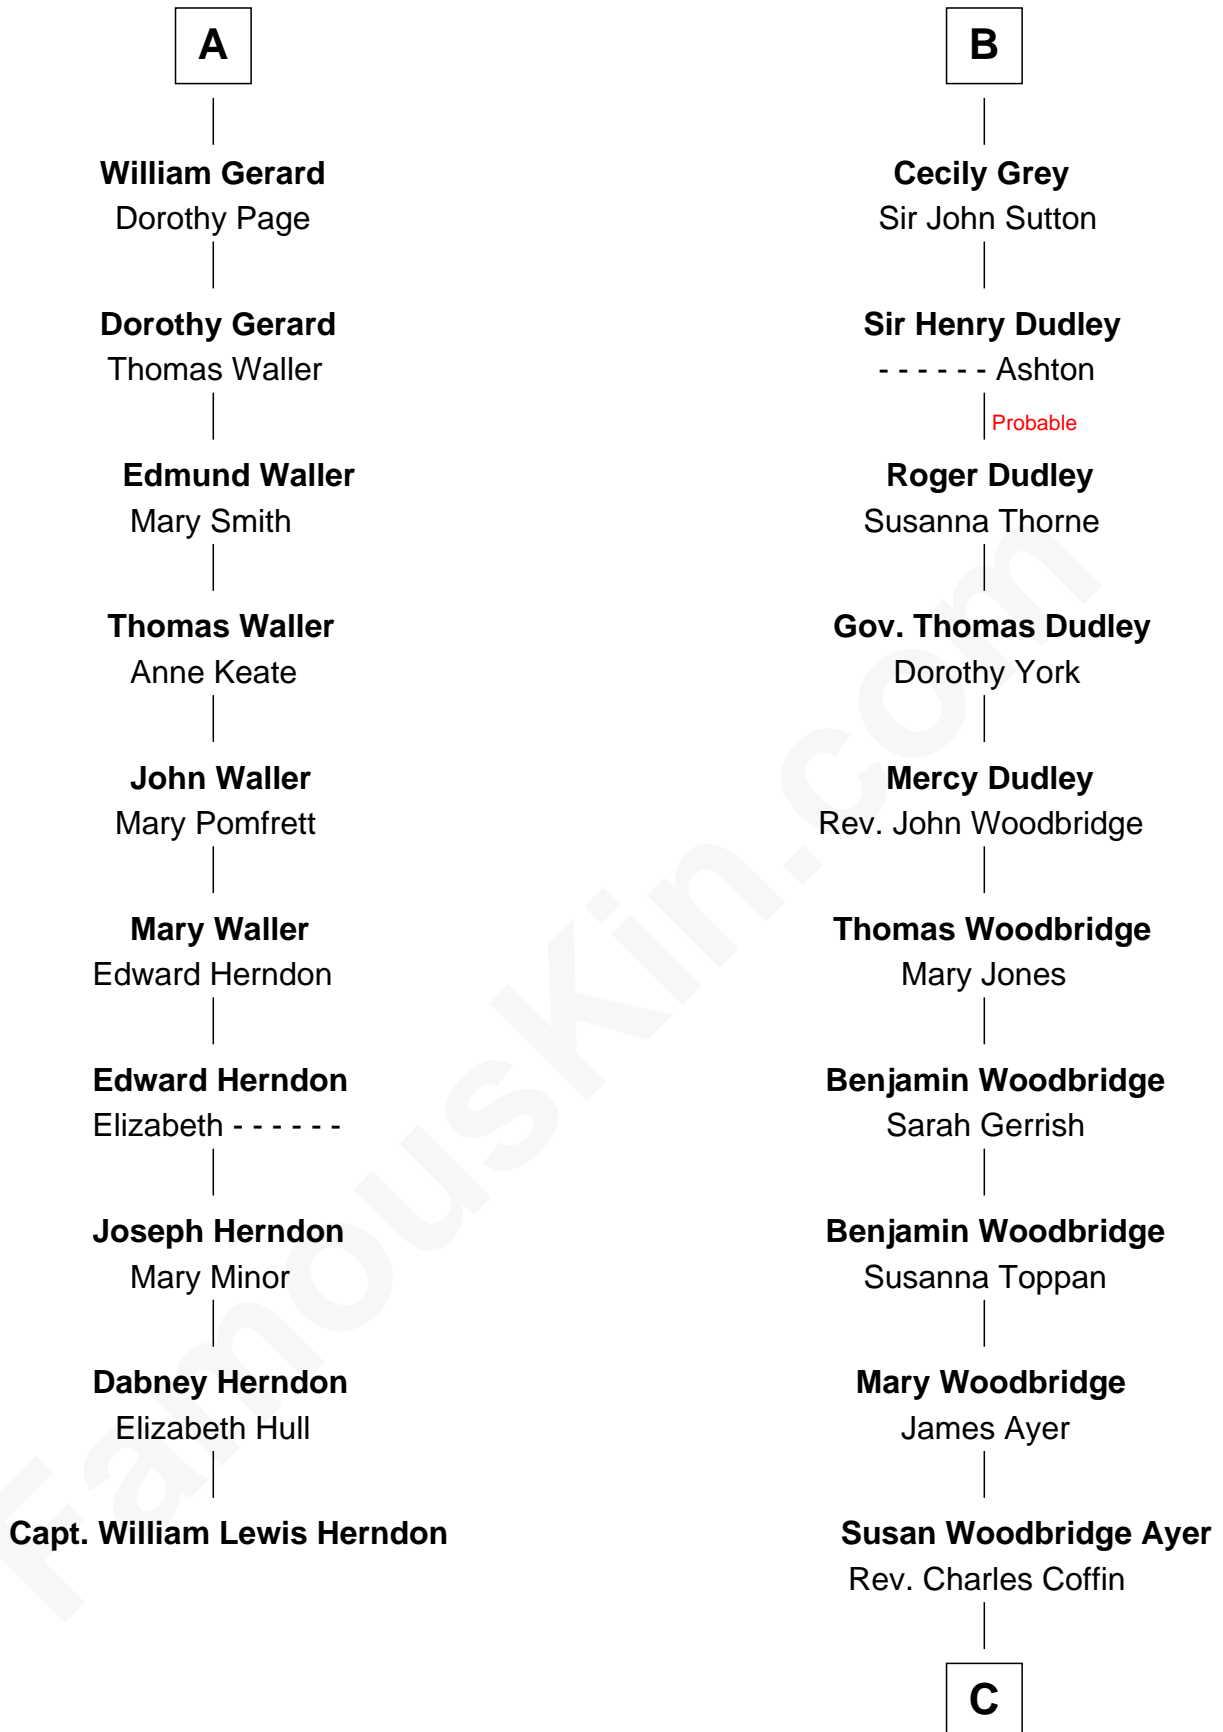 A
William Gerard
Dorothy Page
Dorothy Gerard
Thomas Waller
Edmund Waller
Mary Smith
Thomas Waller
Anne Keate
John Waller
Mary Pomfrett
Mary Waller
Edward Herndon
Edward Herndon
Elizabeth - - - - - -
Joseph Herndon
Mary Minor
Dabney Herndon
Elizabeth Hull
Capt. William Lewis Herndon
B
Cecily Grey
Sir John Sutton
Sir Henry Dudley
- - - - - - Ashton
Probable
Roger Dudley
Susanna Thorne
Gov. Thomas Dudley
Dorothy York
Mercy Dudley
Rev. John Woodbridge
Thomas Woodbridge
Mary Jones
Benjamin Woodbridge
Sarah Gerrish
Benjamin Woodbridge
Susanna Toppan
Mary Woodbridge
James Ayer
Susan Woodbridge Ayer
Rev. Charles Coffin
C
FamousKin.com